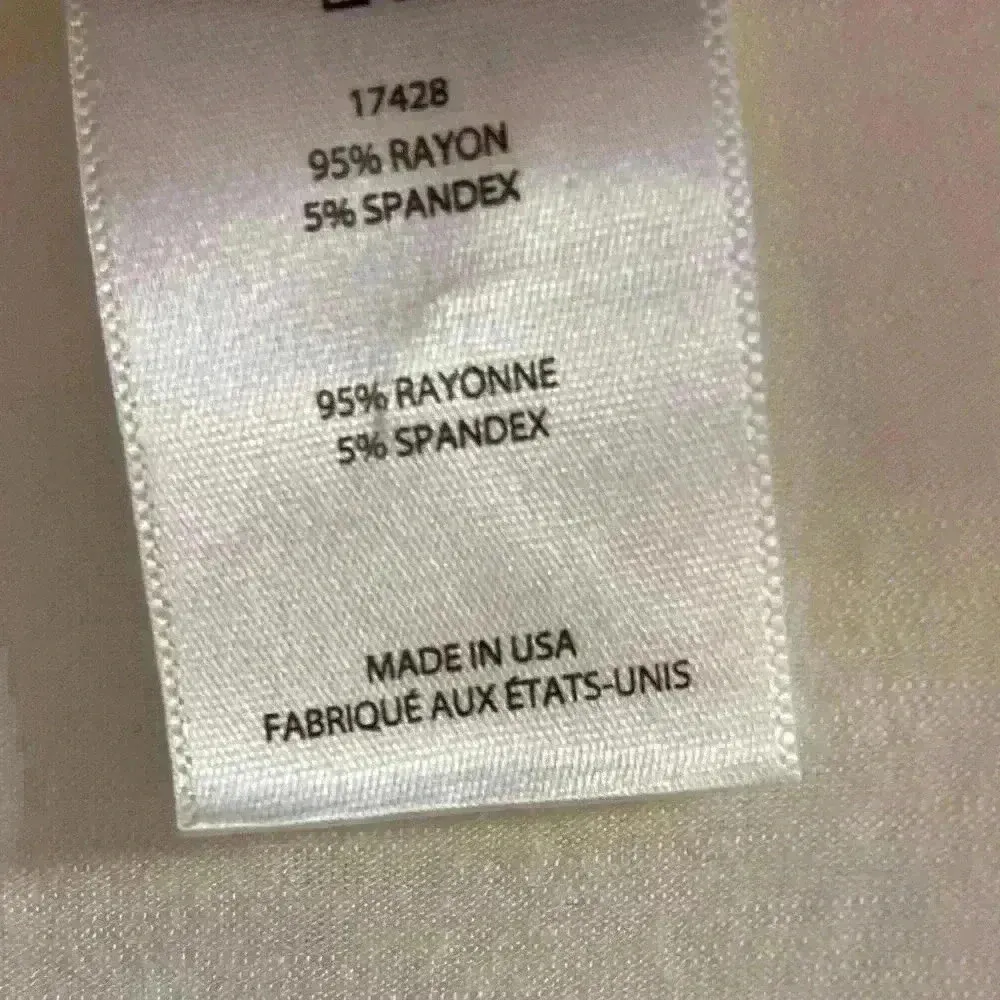 17428
95% RAYON
5% SPANDEX
95% RAYONNE
5% SPANDEX
MADE IN USA
FABRIQUÉ AUX ÉTATS-UNIS